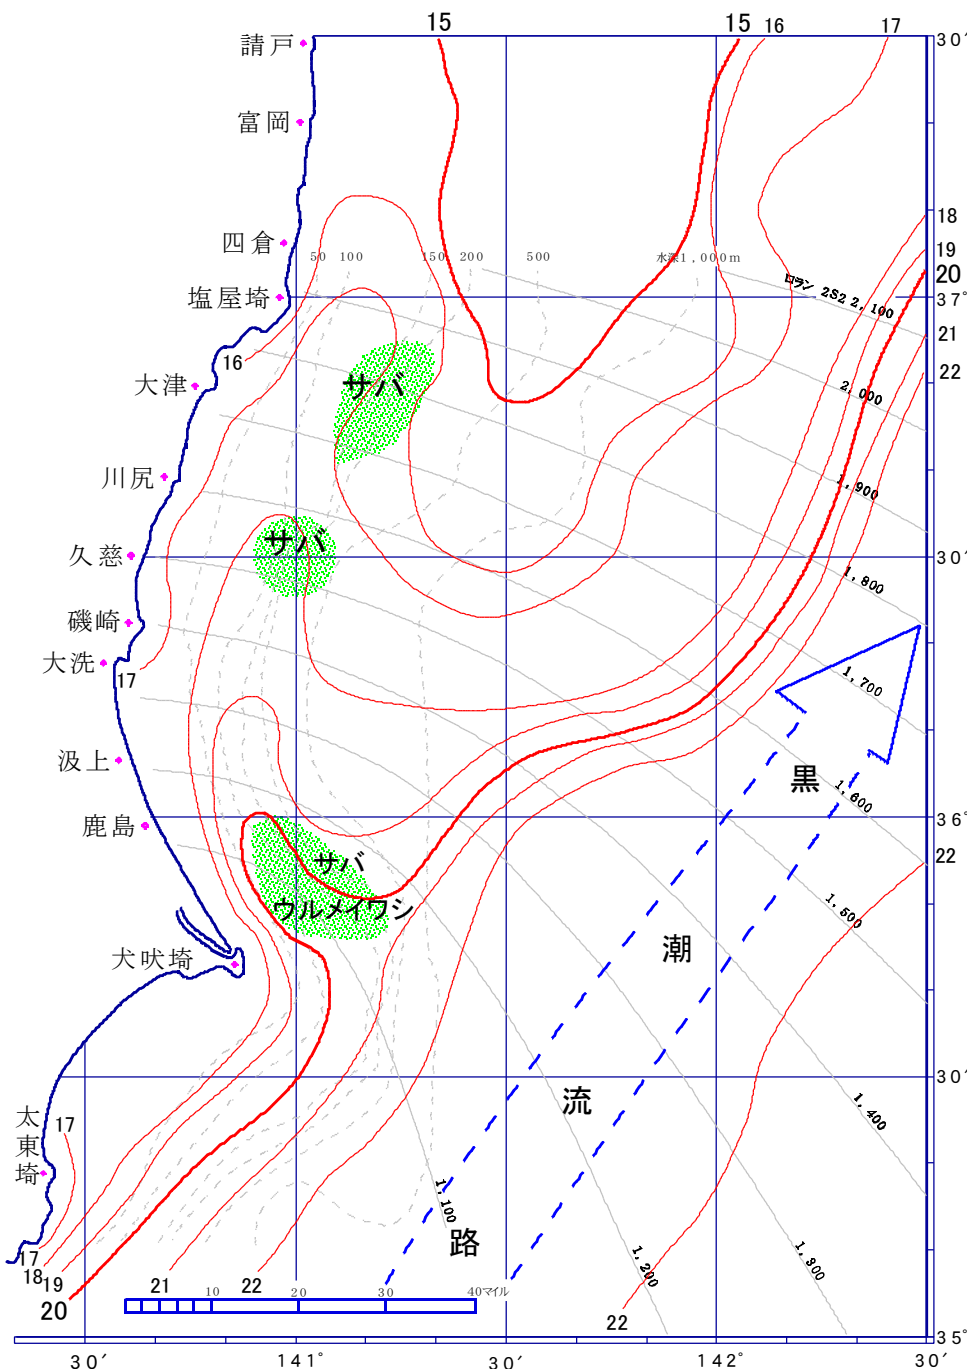 15
15
16
17
30′
請戸
富岡
四倉
塩屋埼
大津
川尻
久慈
磯崎
大洗
汲上
鹿島
犬吠埼
太東埼
50 100
150 200
500
水深1,000m
ロラン 2S2 2,100
2,000
1,900
1,800
1,700
1,600
1,500
1,400
1,300
1,200
1,100
18
19
20
37°
21
22
16
サバ
サバ
30′
17
サバ
ウルメイワシ
黒
潮
流
路
36°
22
30′
17
17
18
19
20
21
22
22
10
20
30
40マイル
35°
30′
141°
30′
142°
30′